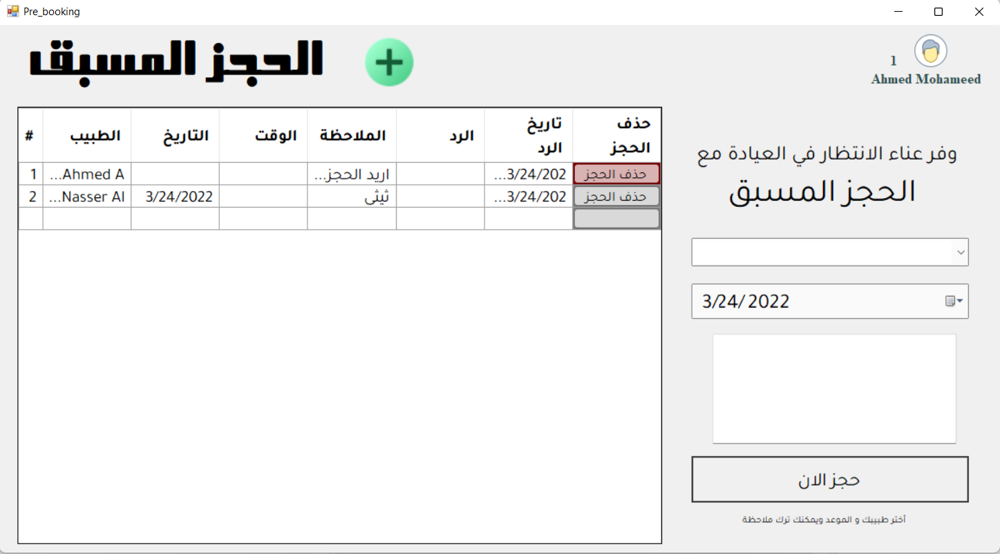 Pre_booking
الحجز المسبق
1
Ahmed Mohameed
# الطبيب التاريخ الوقت الملاحظة الرد تاريخ الرد حذف الحجز
1 ...Ahmed A اريد الحجز... ...3/24/202 حذف الحجز
2 ...Nasser Al 3/24/2022 ثيثى ...3/24/202 حذف الحجز
وفر عناء الانتظار في العيادة مع
الحجز المسبق
3/24/2022
حجز الان
أختر طبيبك و الموعد ويمكنك ترك ملاحظة